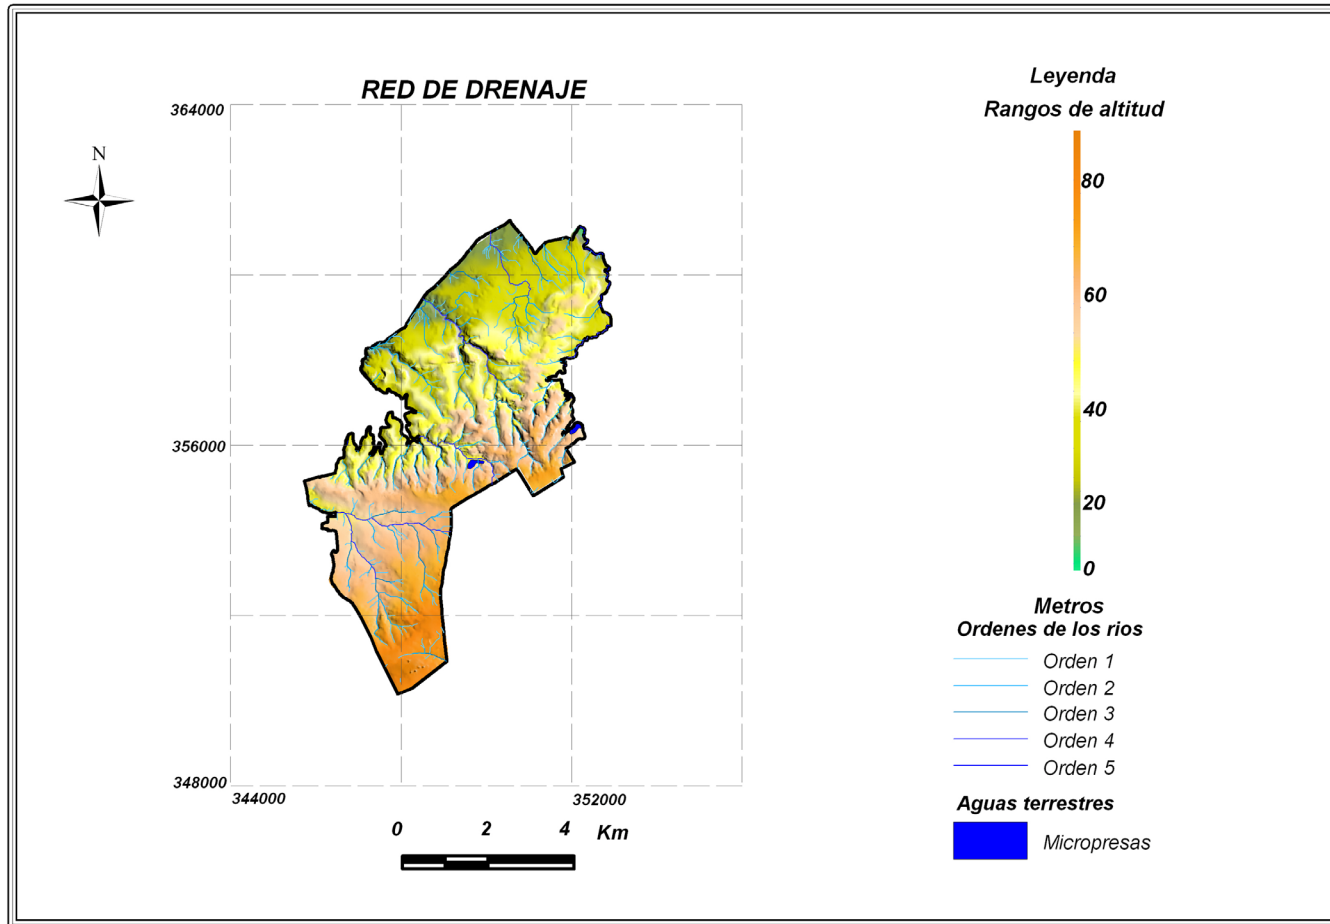 RED DE DRENAJE
364000
356000
348000
344000
352000
N
0 2 4 Km
Leyenda
Rangos de altitud
80
60
40
20
0
Metros
Ordenes de los rios
Orden 1
Orden 2
Orden 3
Orden 4
Orden 5
Aguas terrestres
Micropresas